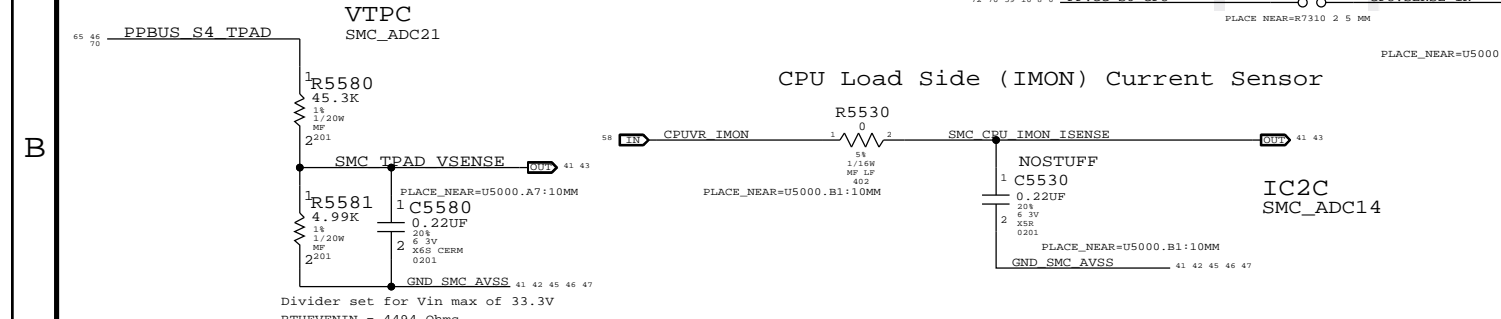 VTPC
SMC_ADC21
65 46
70
PPBUS_S4_TPAD
1
R5580
45.3K
1%
1/20W
MF
201
2
SMC_TPAD_VSENSE
OUT
41 43
PLACE_NEAR=U5000.A7:10MM
1
R5581
4.99K
1%
1/20W
MF
201
2
1
C5580
0.22UF
20%
6 3V
X6S CERM
0201
2
GND_SMC_AVSS
41 42 45 46 47
Divider set for Vin max of 33.3V
B
PLACE NEAR=R7310 2 5 MM
PLACE_NEAR=U5000
CPU Load Side (IMON) Current Sensor
58
IN
CPUVR_IMON
R5530
0
1
2
5%
1/16W
MF LF
402
PLACE_NEAR=U5000.B1:10MM
SMC_CPU_IMON_ISENSE
OUT
41 43
NOSTUFF
1
C5530
0.22UF
20%
6 3V
X5R
0201
2
PLACE_NEAR=U5000.B1:10MM
GND_SMC_AVSS
41 42 45 46 47
IC2C
SMC_ADC14